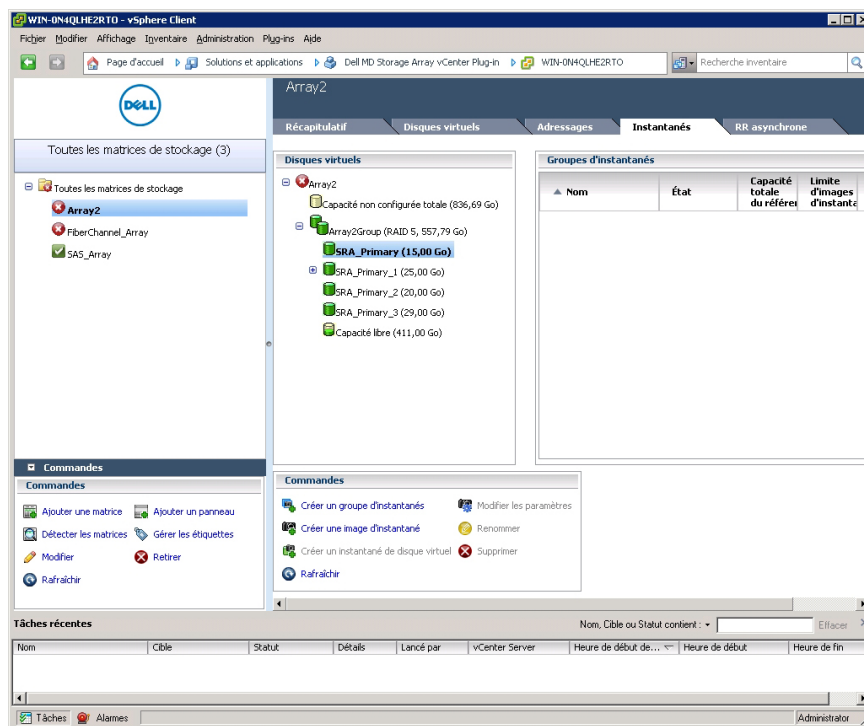 WIN-0N4QLHE2RTO - vSphere Client
Fichier Modifier Affichage Inventaire Administration Plug-ins Aide
Page d'accueil Solutions et applications Dell MD Storage Array vCenter Plug-in WIN-0N4QLHE2RTO Recherche inventaire
DELL
Toutes les matrices de stockage (3)
Toutes les matrices de stockage
Array2
FiberChannel_Array
SAS_Array
Array2
Récapitulatif Disques virtuels Adressages Instantanés RR asynchrone
Disques virtuels
Array2
Capacité non configurée totale (836,69 Go)
Array2Group (RAID 5, 557,79 Go)
SRA_Primary (15,00 Go)
SRA_Primary_1 (25,00 Go)
SRA_Primary_2 (20,00 Go)
SRA_Primary_3 (29,00 Go)
Capacité libre (411,00 Go)
Groupes d'instantanés
Nom
État
Capacité
totale
du référe
Limite
d'images
d'instanta
Commandes
Commandes
Ajouter une matrice Ajouter un panneau
Détecter les matrices Gérer les étiquettes
Modifier Retirer
Rafraîchir
Commandes
Créer un groupe d'instantanés Modifier les paramètres
Créer une image d'instantané Renommer
Créer un instantané de disque virtuel Supprimer
Rafraîchir
Tâches récentes Nom, Cible ou Statut contient : Effacer
Nom Cible Statut Détails Lancé par vCenter Server Heure de début de... Heure de début Heure de fin
Tâches Alarmes Administrator